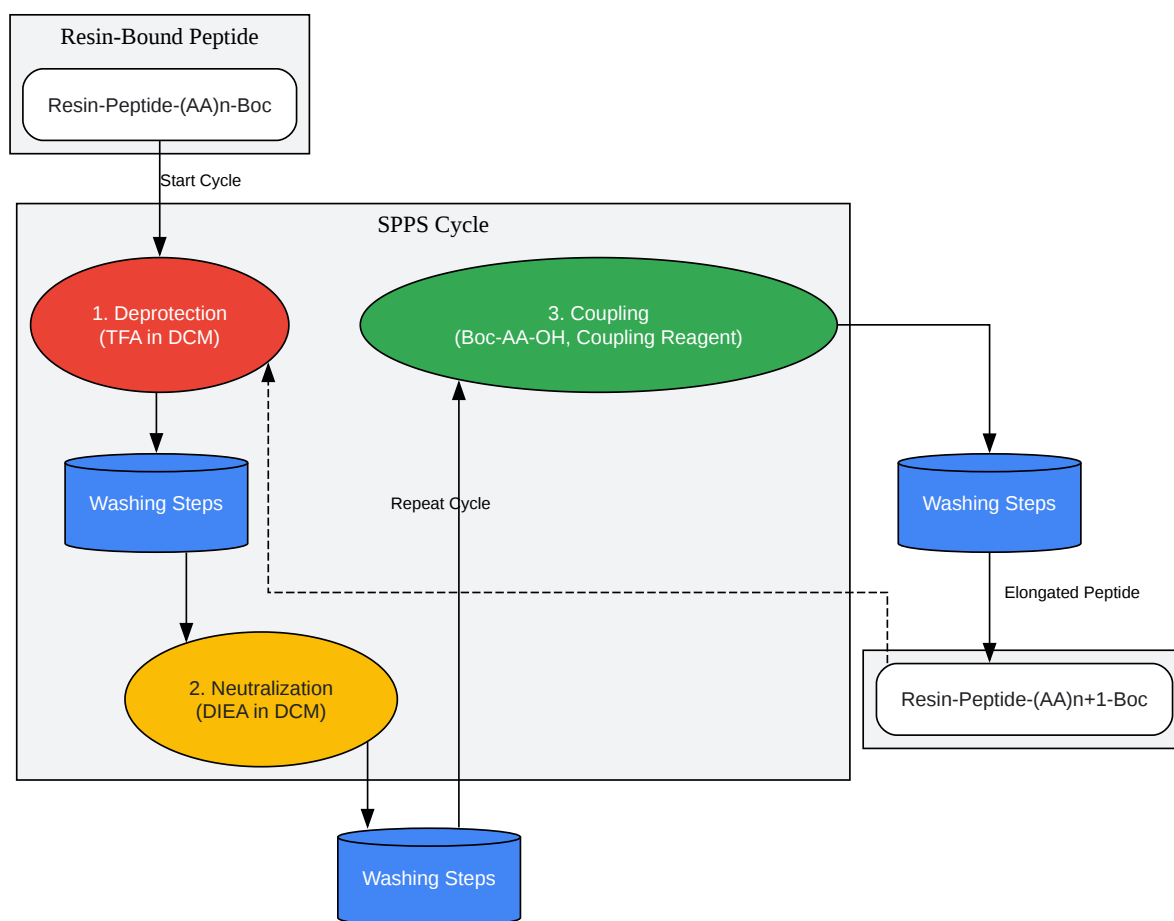 Resin-Bound Peptide
Resin-Peptide-(AA)n-Boc
Start Cycle
SPPS Cycle
1. Deprotection
(TFA in DCM)
3. Coupling
(Boc-AA-OH, Coupling Reagent)
Washing Steps
Repeat Cycle
Washing Steps
Elongated Peptide
2. Neutralization
(DIEA in DCM)
Resin-Peptide-(AA)n+1-Boc
Washing Steps